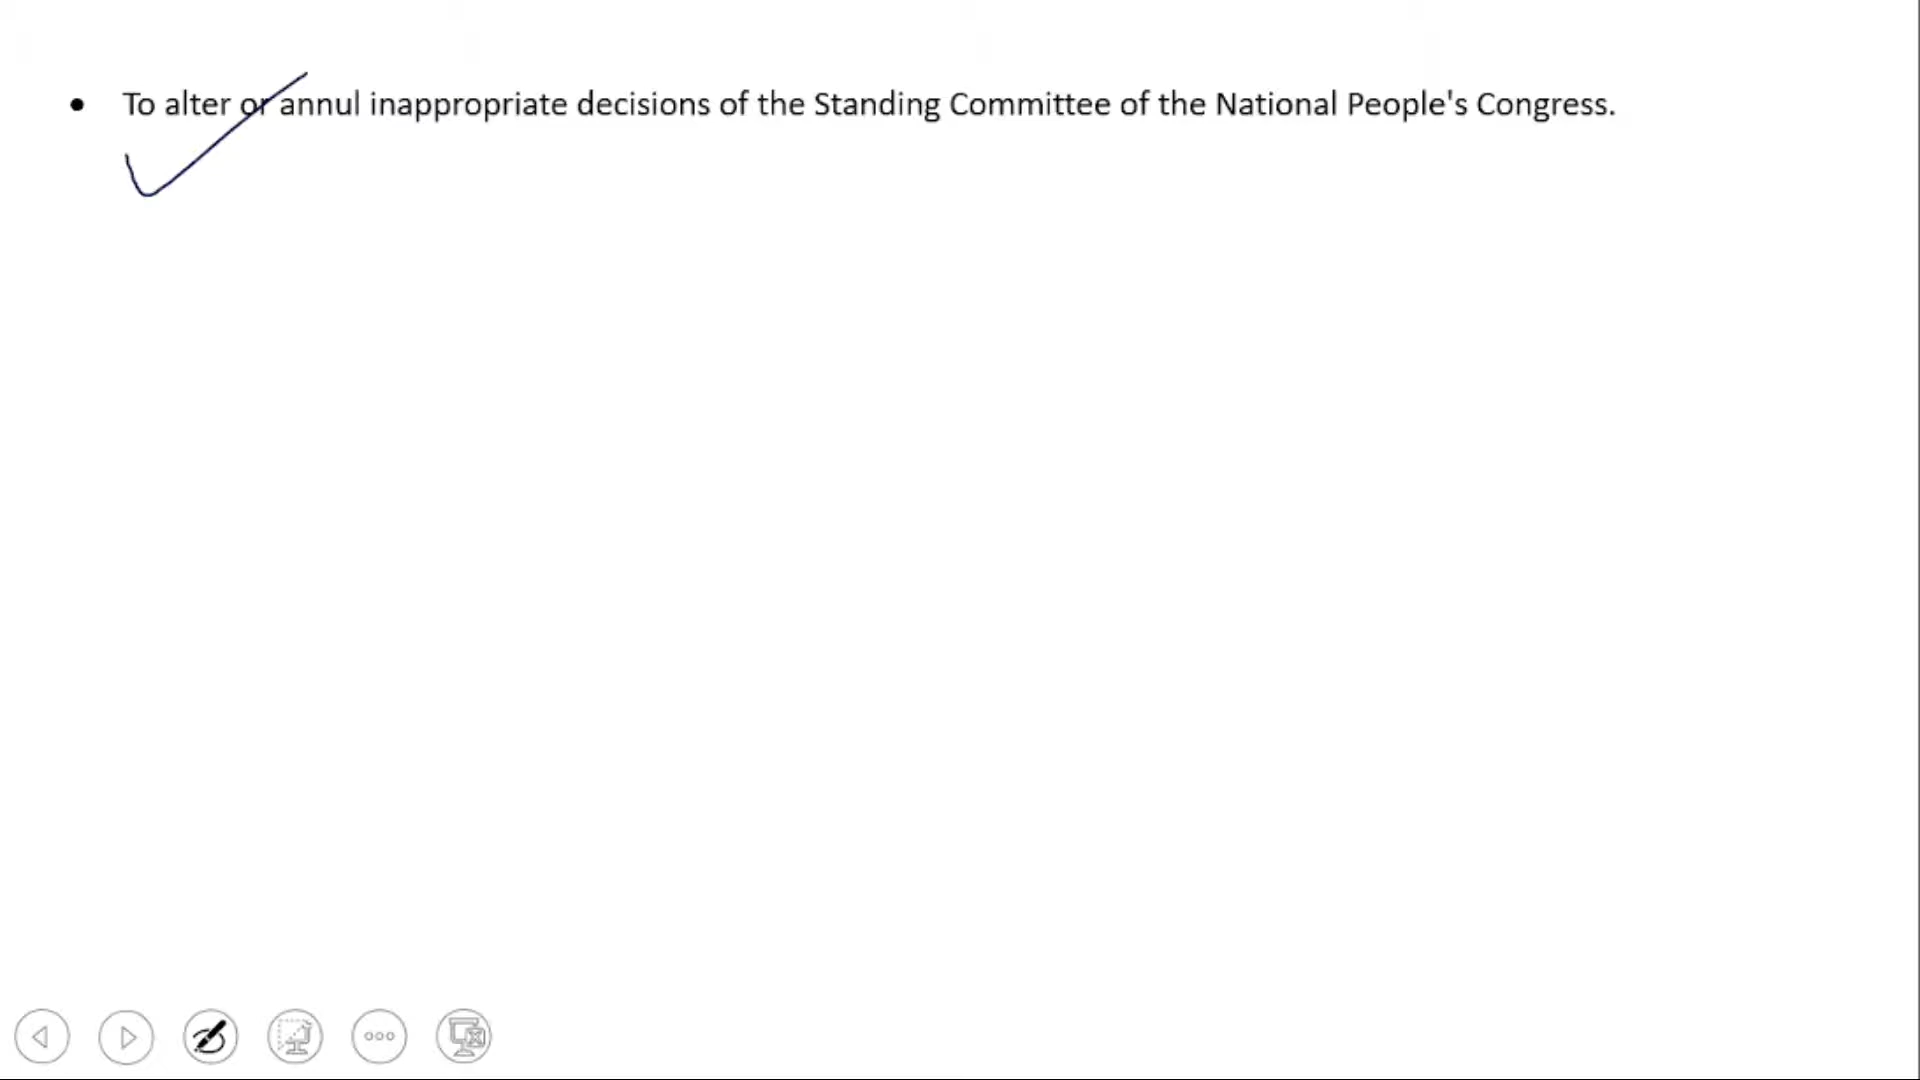 • To alter or annul inappropriate decisions of the Standing Committee of the National People's Congress.